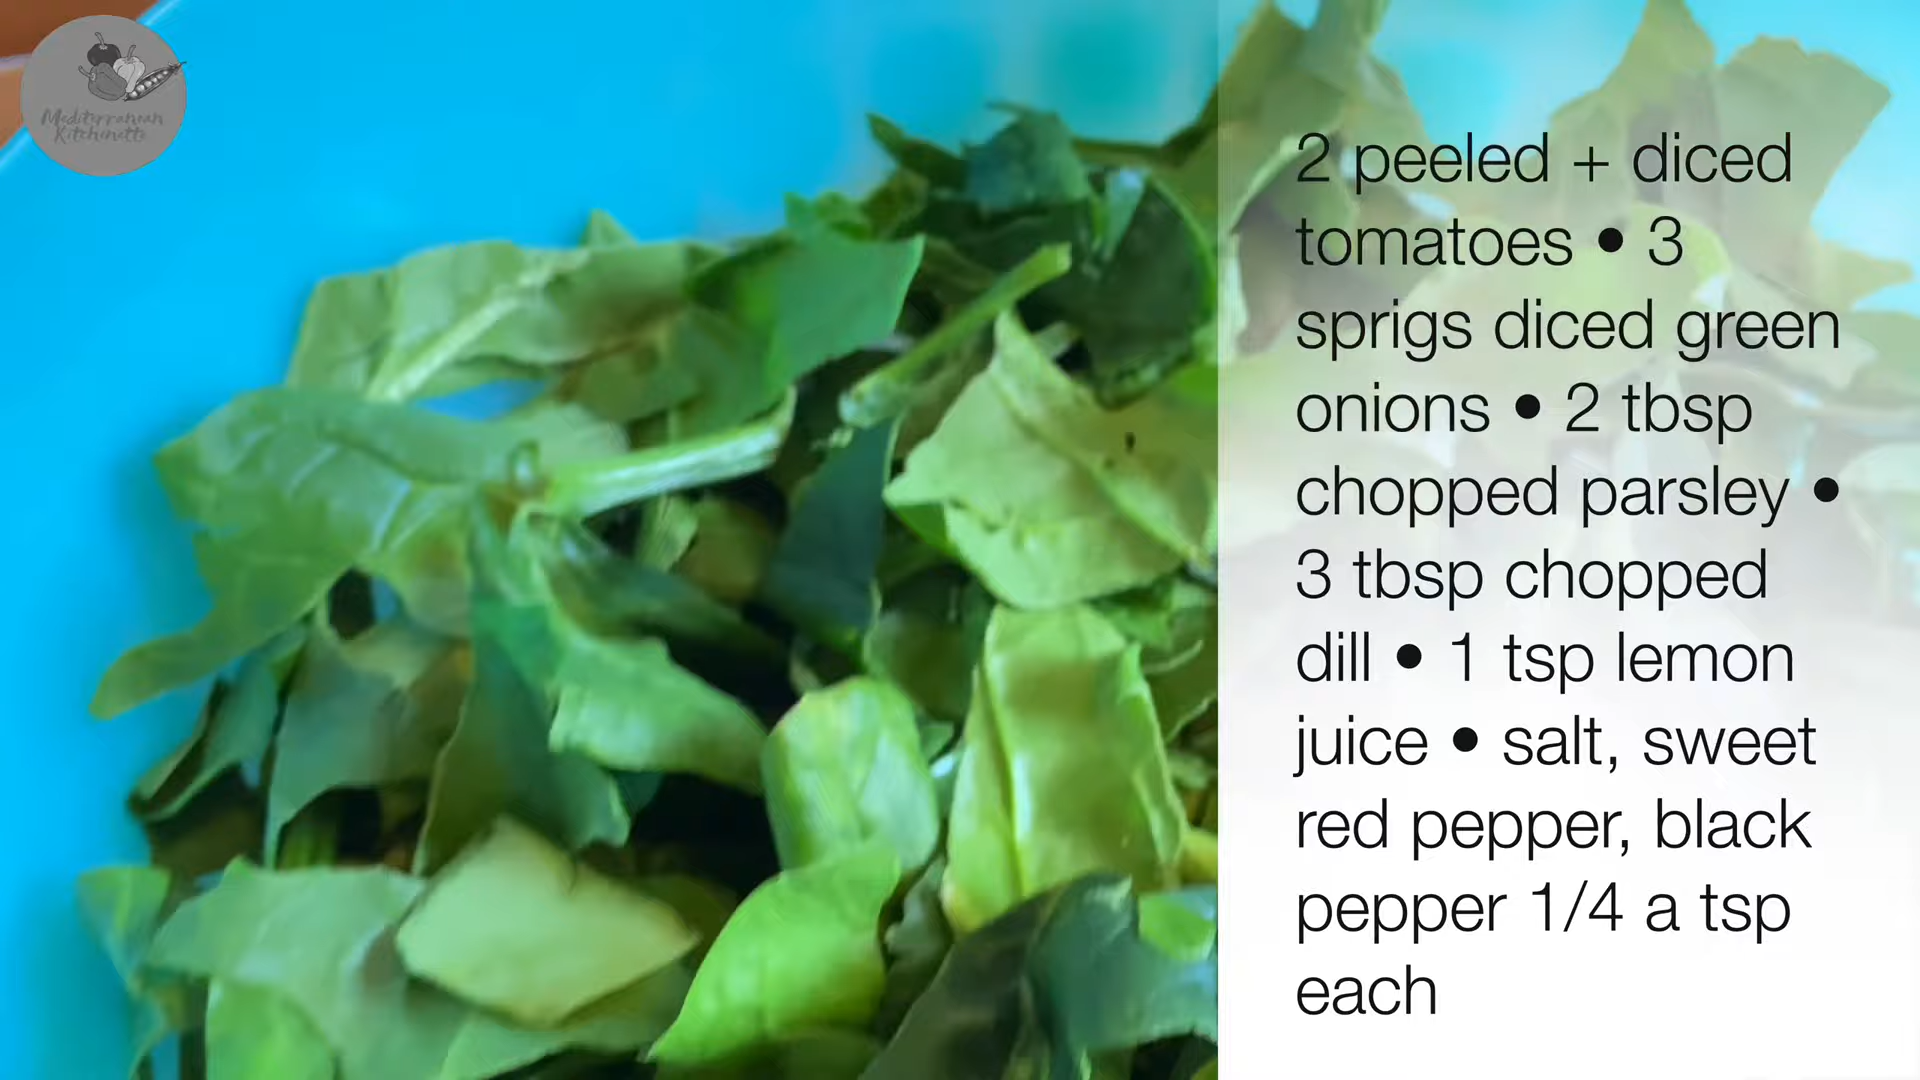 Mediterranean
Kitchenette
2 peeled + diced
tomatoes • 3
sprigs diced green
onions • 2 tbsp
chopped parsley •
3 tbsp chopped
dill • 1 tsp lemon
juice • salt, sweet
red pepper, black
pepper 1/4 a tsp
each